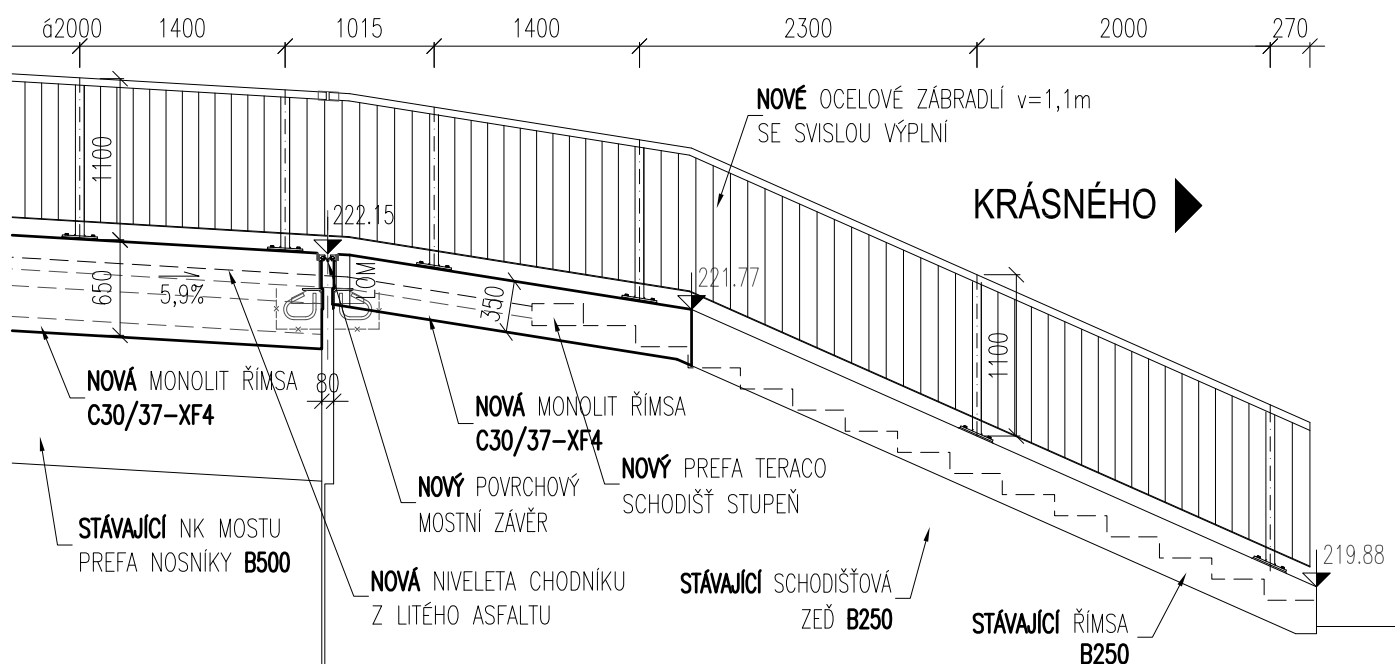 á2000 1400 1015 1400 2300 2000 270
NOVÉ OCELOVÉ ZÁBRADLÍ v=1,1m
SE SVISLOU VÝPLNÍ
1100
KRÁSNÉHO
222.15
221.77
650
5,9%
LOM
350
1100
NOVÁ MONOLIT ŘÍMSA
C30/37-XF4
80
NOVÁ MONOLIT ŘÍMSA
C30/37-XF4
NOVÝ PREFA TERACO
SCHODIŠŤ STUPEŇ
NOVÝ POVRCHOVÝ
MOSTNÍ ZÁVĚR
STÁVAJÍCÍ NK MOSTU
PREFA NOSNÍKY B500
NOVÁ NIVELETA CHODNÍKU
Z LITÉHO ASFALTU
STÁVAJÍCÍ SCHODIŠŤOVÁ
ZEĎ B250
219.88
STÁVAJÍCÍ ŘÍMSA
B250